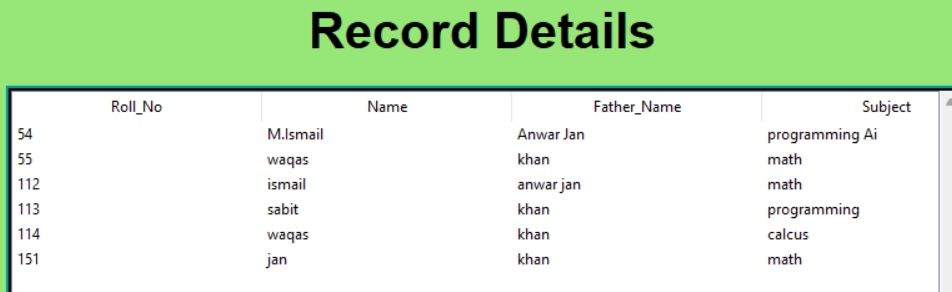 Record Details
Roll_No Name Father_Name Subject
54 M.Ismail Anwar Jan programming Ai
55 waqas khan math
112 ismail anwar jan math
113 sabit khan programming
114 waqas khan calcus
151 jan khan math